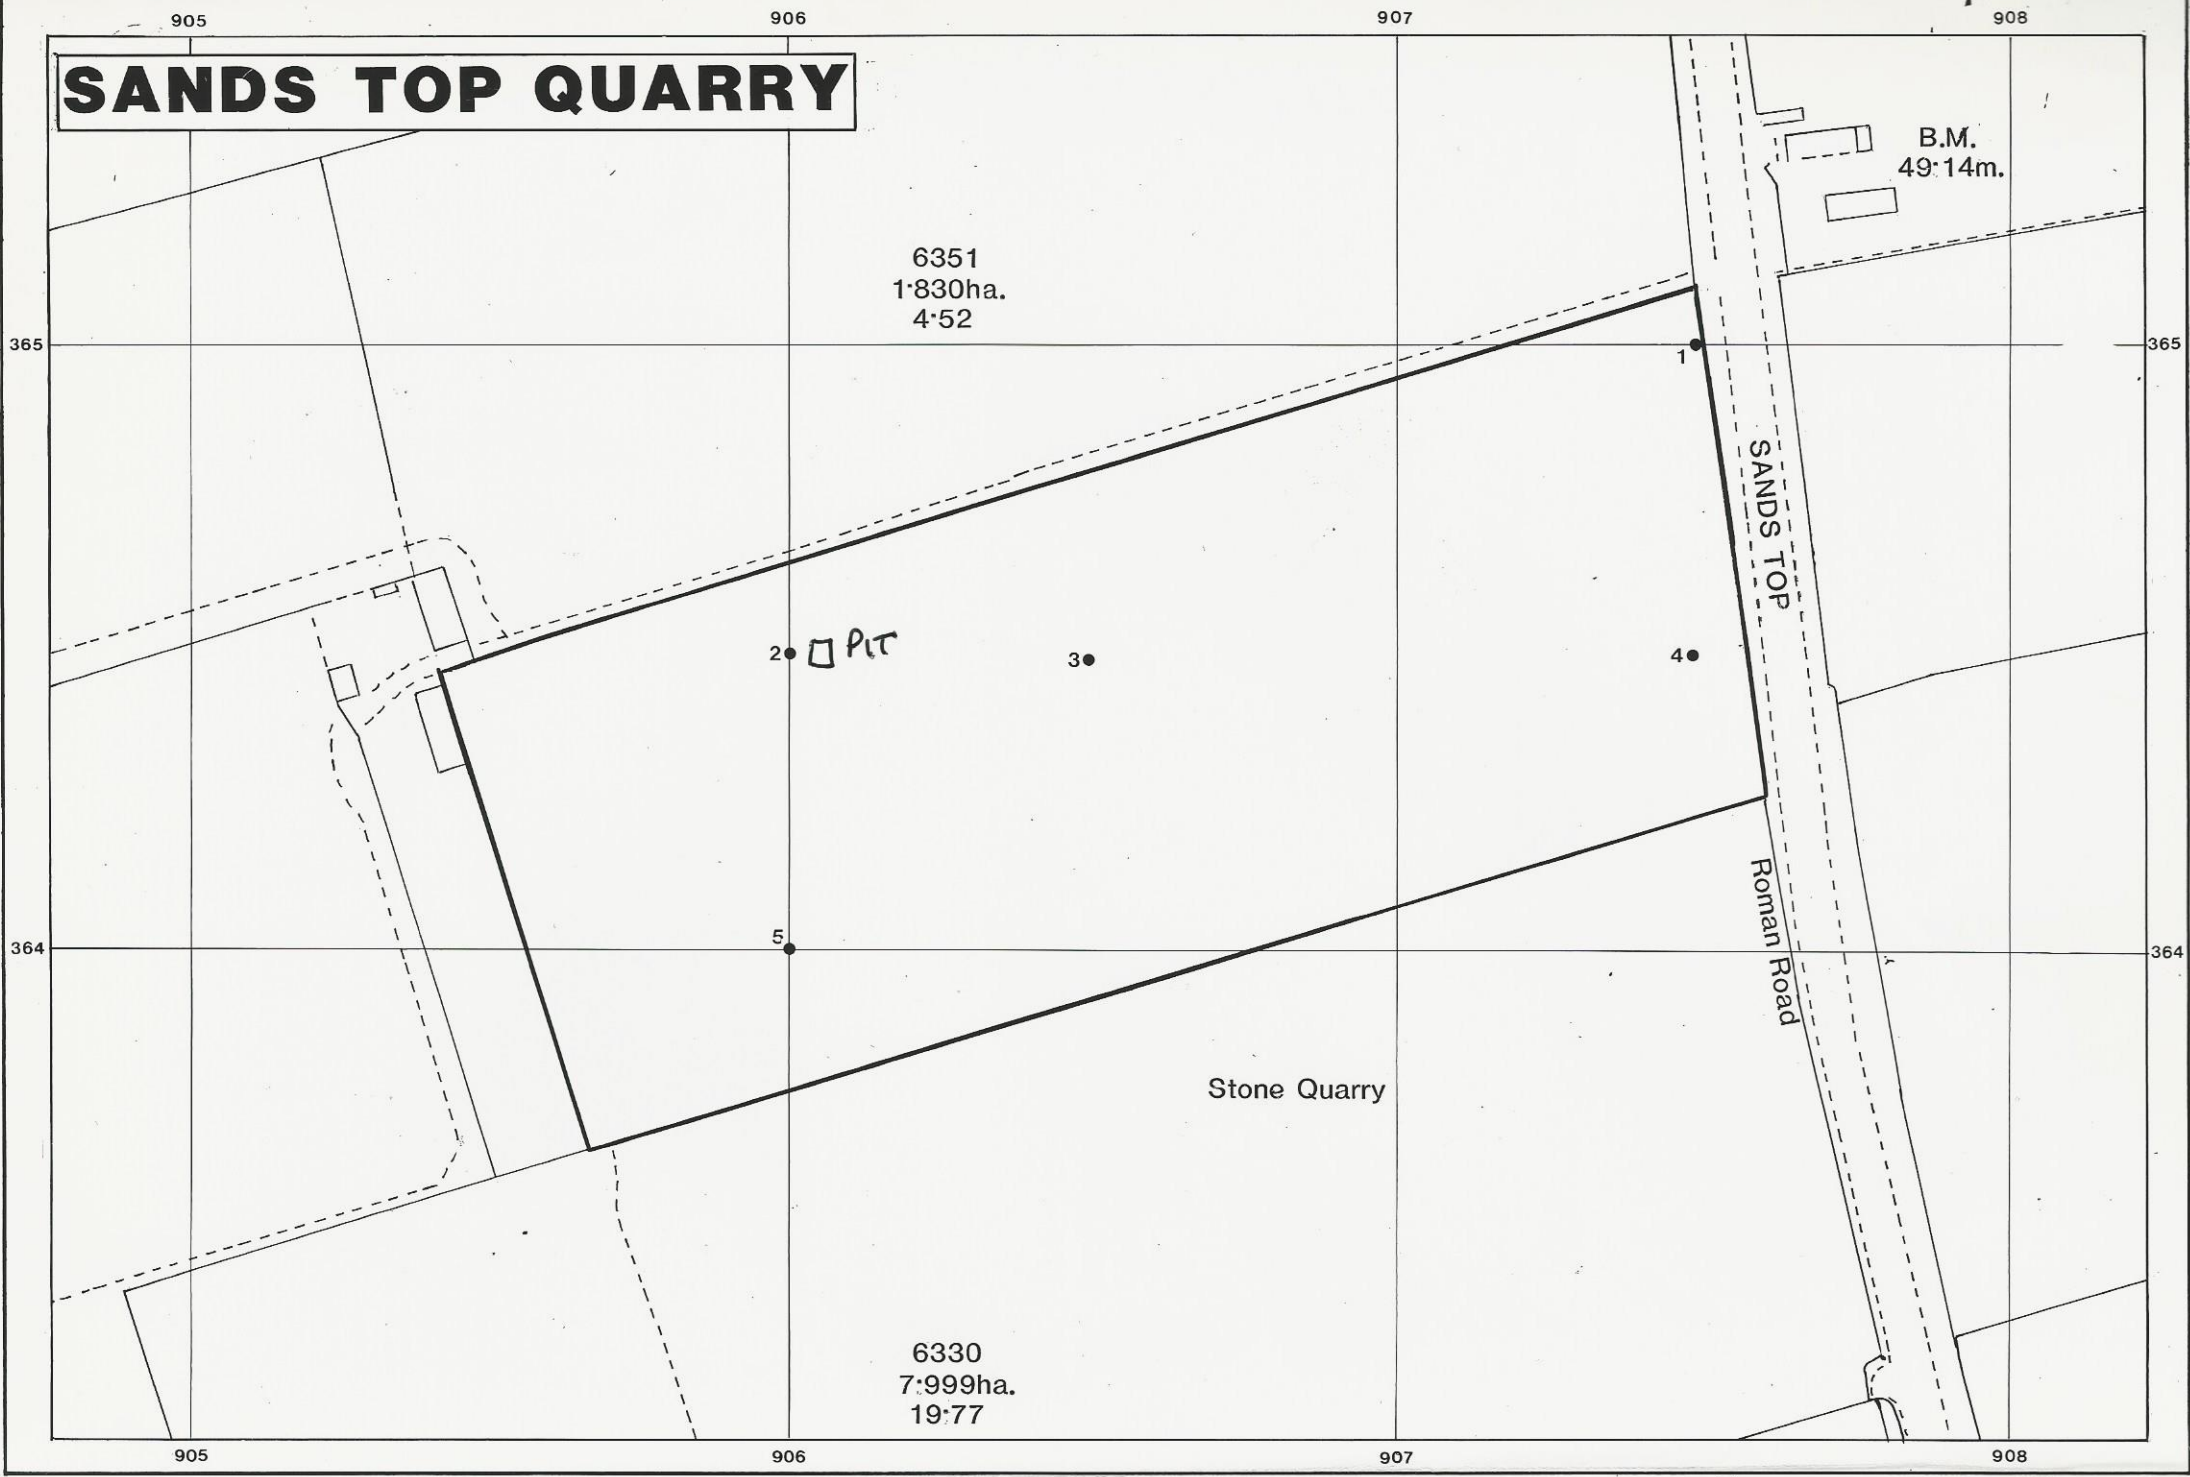 905 906 907 908
SANDS TOP QUARRY
B.M.
49·14m.
6351
1·830ha.
4·52
365 365
1
SANDS TOP
2 PIT 3 4
Roman Road
5
364 364
Stone Quarry
6330
7·999ha.
19·77
905 906 907 908